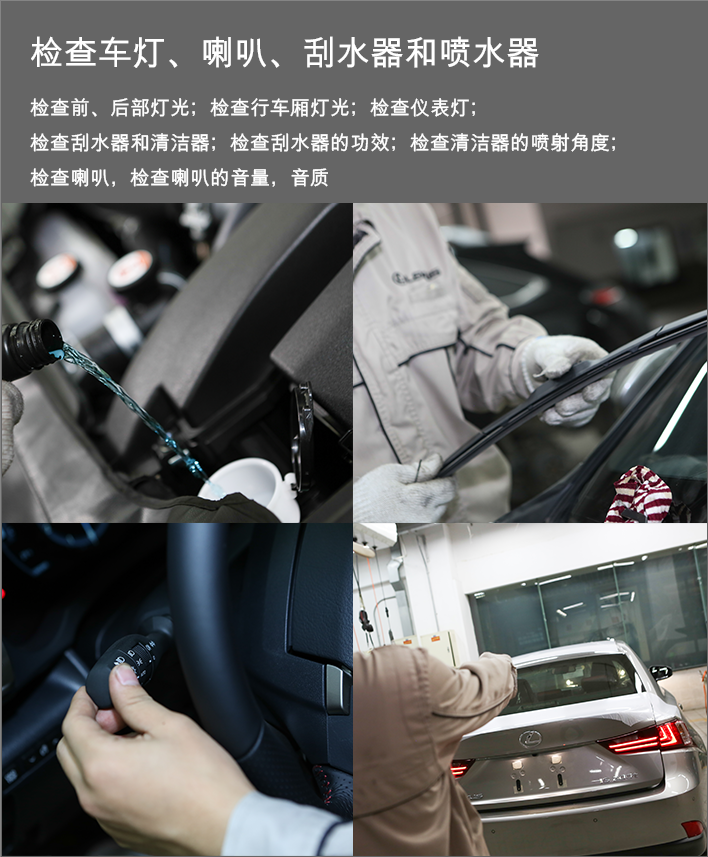 检查车灯、喇叭、刮水器和喷水器
检查前、后部灯光；检查行车厢灯光；检查仪表灯；
检查刮水器和清洁器；检查刮水器的功效；检查清洁器的喷射角度；
检查喇叭，检查喇叭的音量，音质